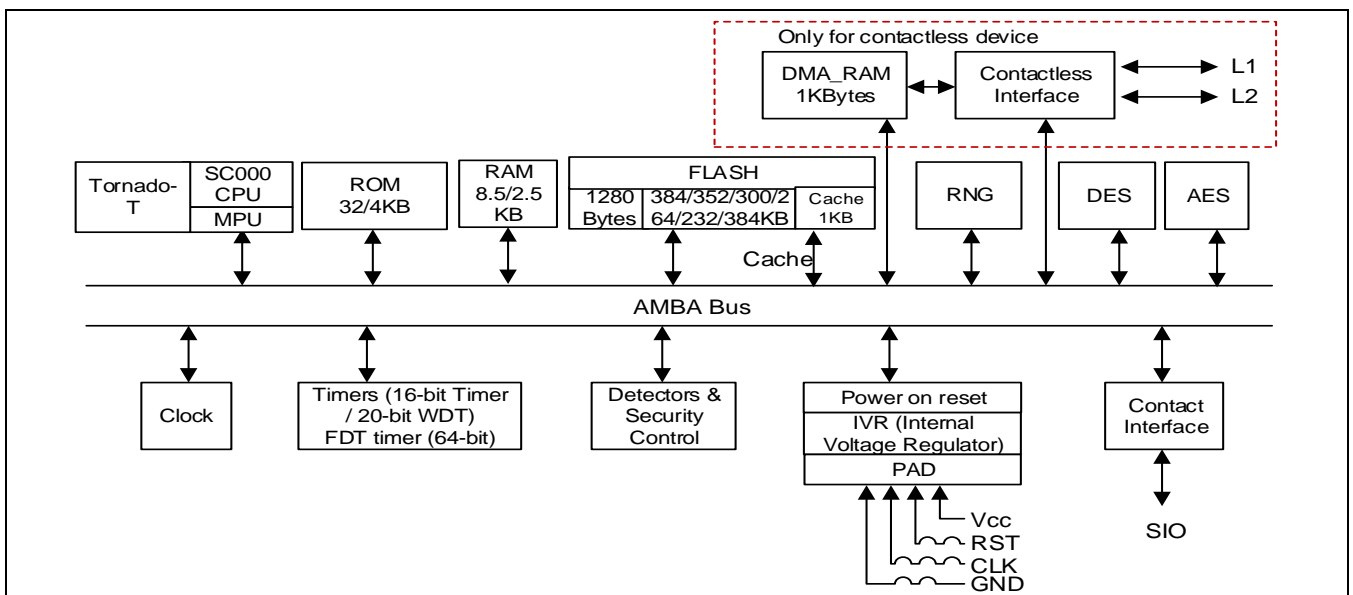 Only for contactless device
DMA_RAM
1KBytes
Contactless
Interface
L1
L2
Tornado-
T
SC000
CPU
MPU
ROM
32/4KB
RAM
8.5/2.5
KB
FLASH
1280
Bytes
384/352/300/2
64/232/384KB
Cache
1KB
RNG
DES
AES
Cache
AMBA Bus
Clock
Timers (16-bit Timer
/ 20-bit WDT)
FDT timer (64-bit)
Detectors &
Security
Control
Power on reset
IVR (Internal
Voltage Regulator)
PAD
Contact
Interface
Vcc
RST
CLK
GND
SIO